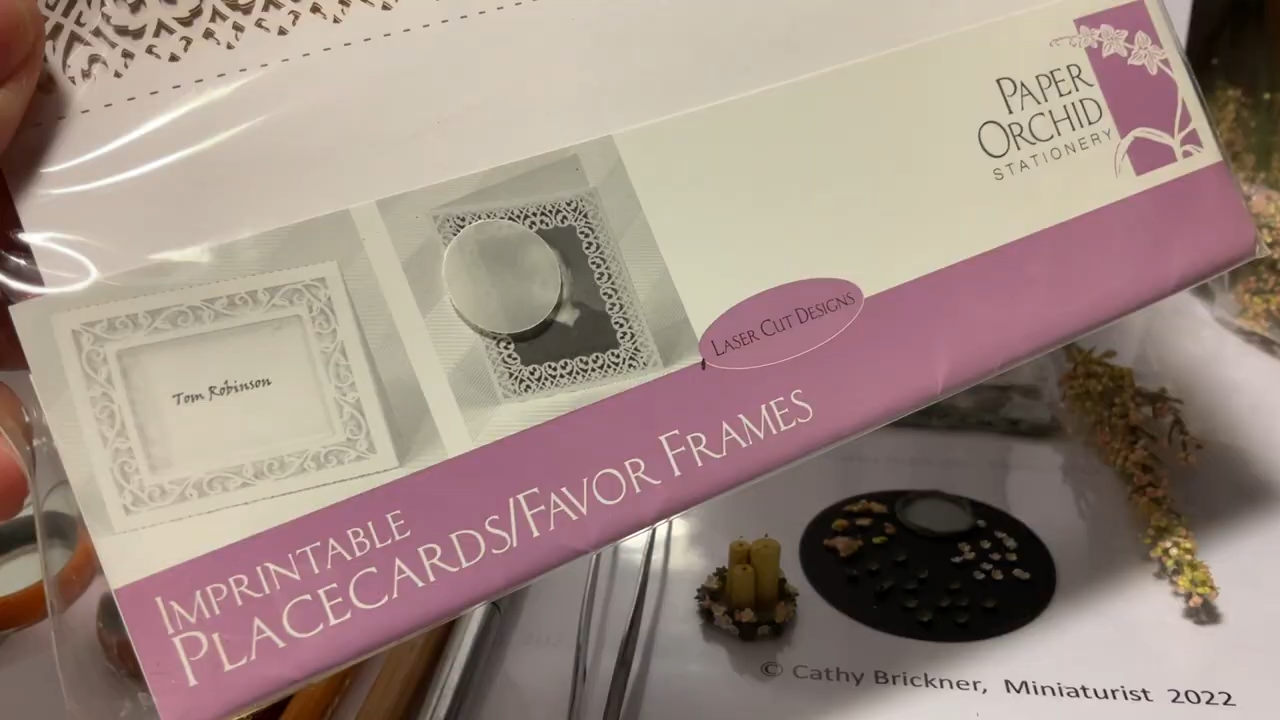 PAPER
ORCHID
STATIONERY
Tom Robinson
LASER CUT DESIGNS
IMPRINTABLE
PLACECARDS/FAVOR FRAMES
© Cathy Brickner, Miniaturist 2022